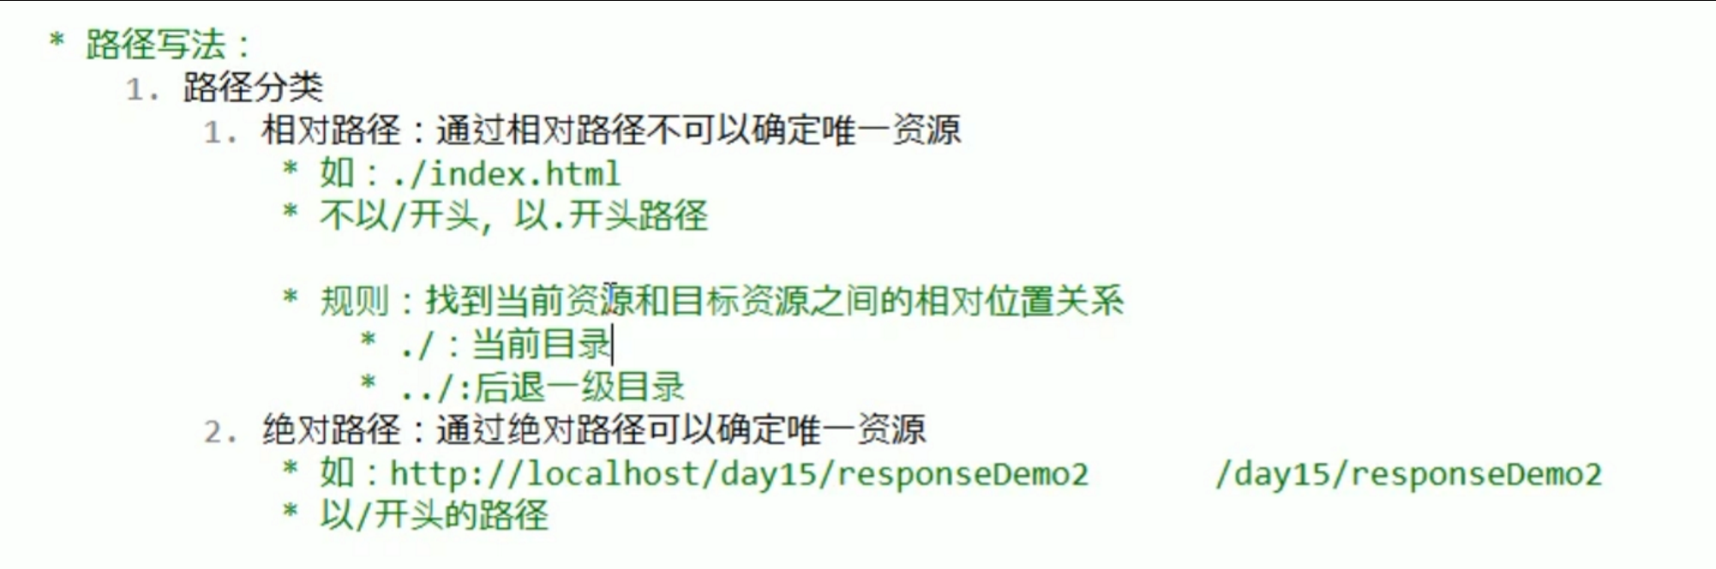 * 路径写法：
1. 路径分类
1. 相对路径：通过相对路径不可以确定唯一资源
* 如：./index.html
* 不以/开头，以.开头路径
* 规则：找到当前资源和目标资源之间的相对位置关系
* ./：当前目录
* ../:后退一级目录
2. 绝对路径：通过绝对路径可以确定唯一资源
* 如：http://localhost/day15/responseDemo2 /day15/responseDemo2
* 以/开头的路径